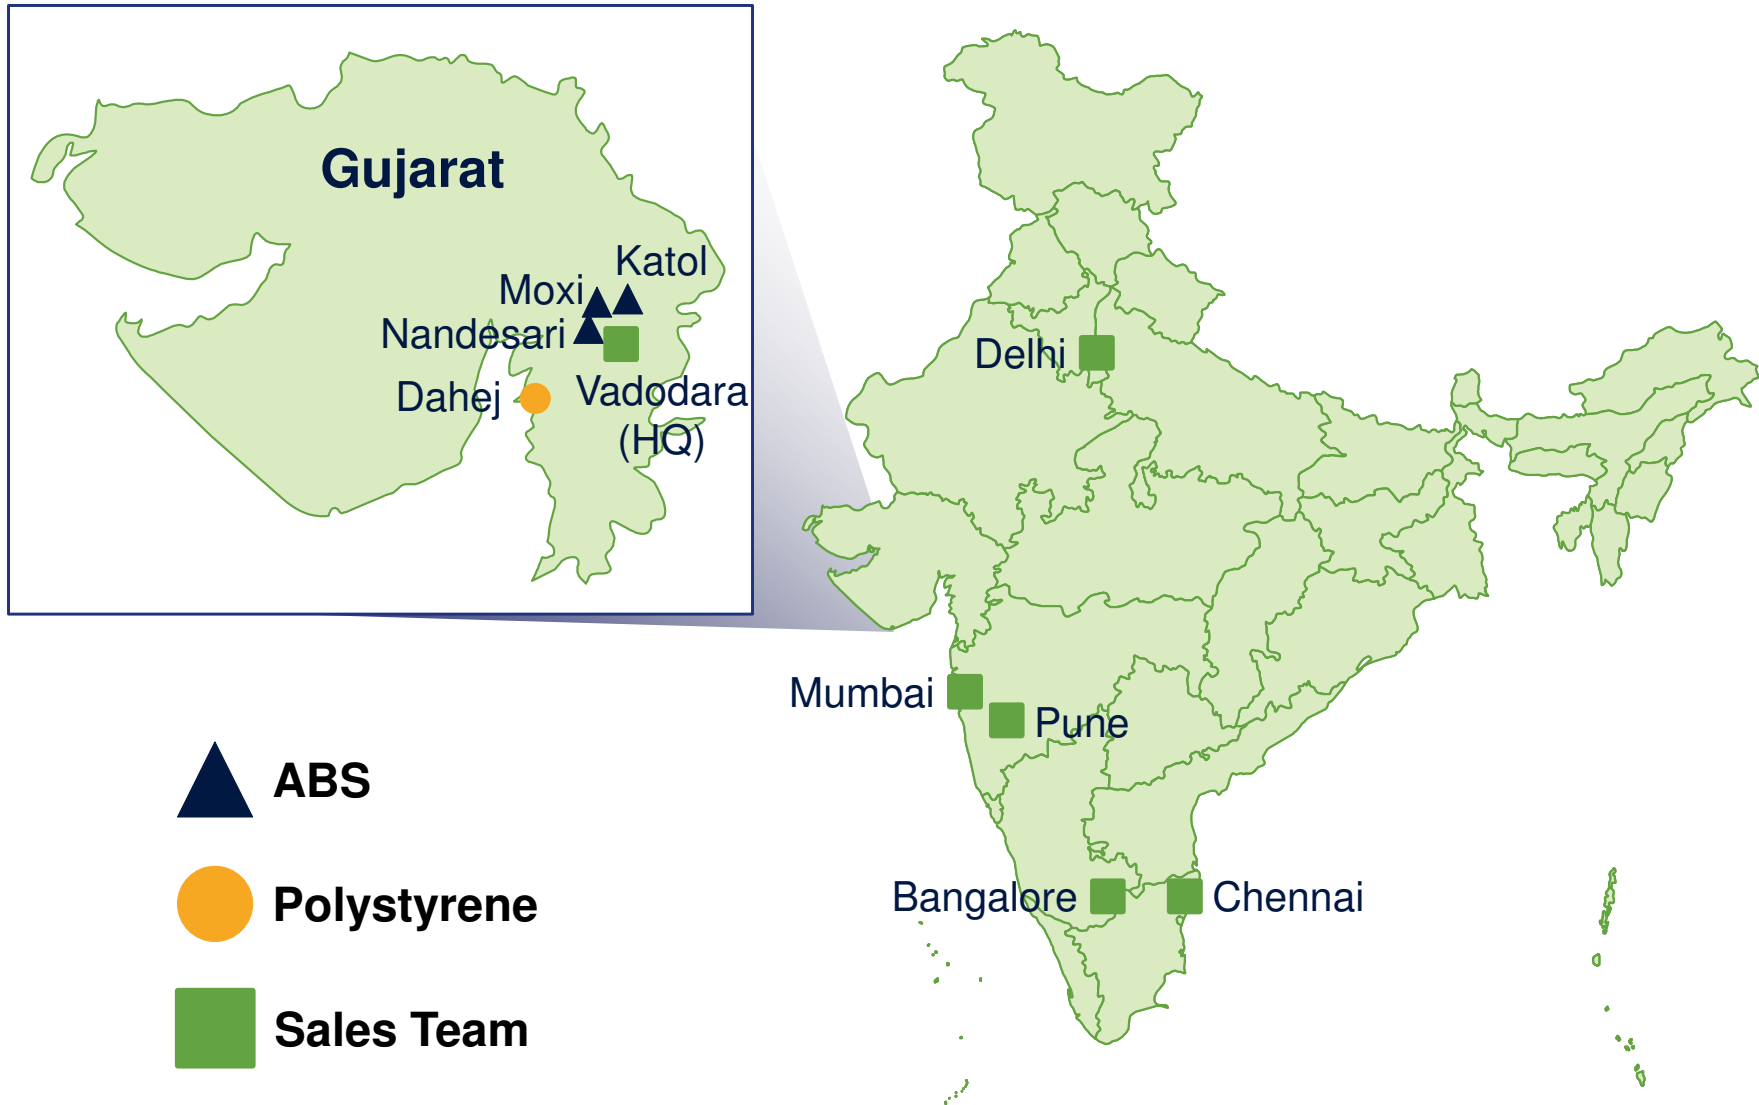 Gujarat
Katol
Moxi
Nandesari
Dahej
Vadodara
(HQ)
Delhi
Mumbai
Pune
Bangalore
Chennai
ABS
Polystyrene
Sales Team